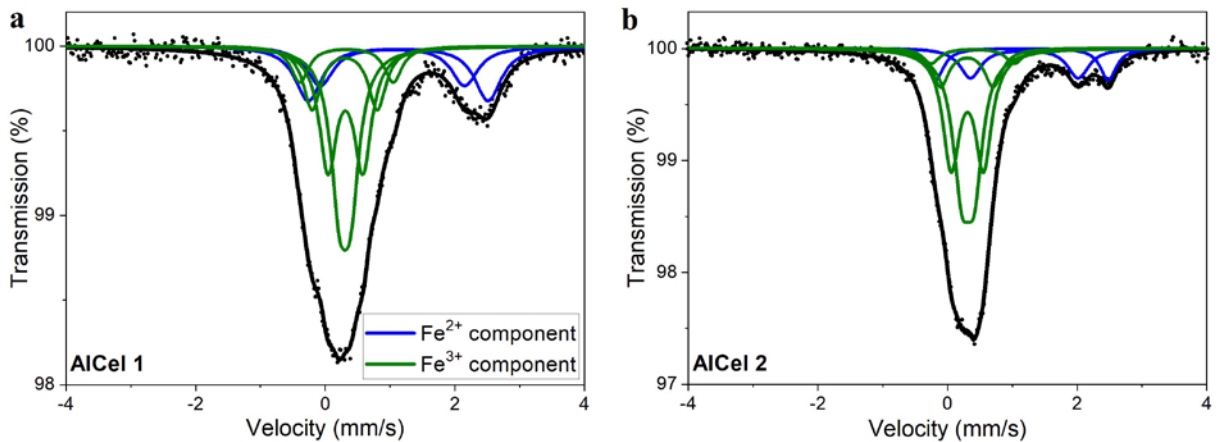 a
100
99
98
Transmission (%)
-4 -2 0 2 4
Velocity (mm/s)
AlCel 1
Fe²⁺ component
Fe³⁺ component
b
100
99
98
97
Transmission (%)
-4 -2 0 2 4
Velocity (mm/s)
AlCel 2